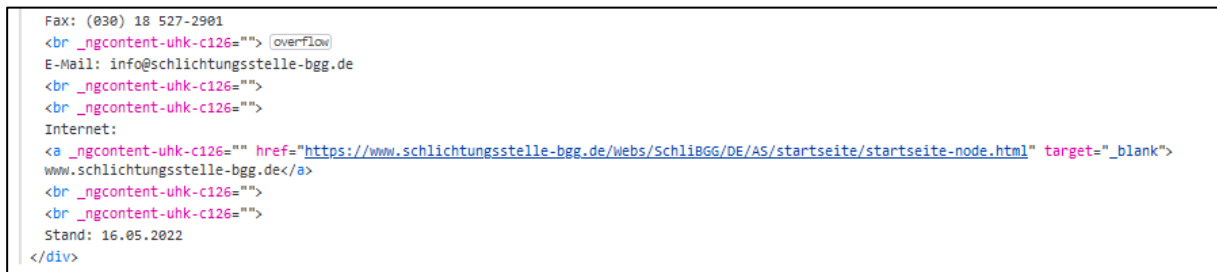 Fax: (030) 18 527-2901
<br _ngcontent-uhk-c126=""> overflow
E-Mail: info@schlichtungsstelle-bgg.de
<br _ngcontent-uhk-c126="">
<br _ngcontent-uhk-c126="">
Internet:
<a _ngcontent-uhk-c126="" href="https://www.schlichtungsstelle-bgg.de/Webs/SchliBGG/DE/AS/startseite/startseite-node.html" target="_blank">
www.schlichtungsstelle-bgg.de</a>
<br _ngcontent-uhk-c126="">
<br _ngcontent-uhk-c126="">
Stand: 16.05.2022
</div>